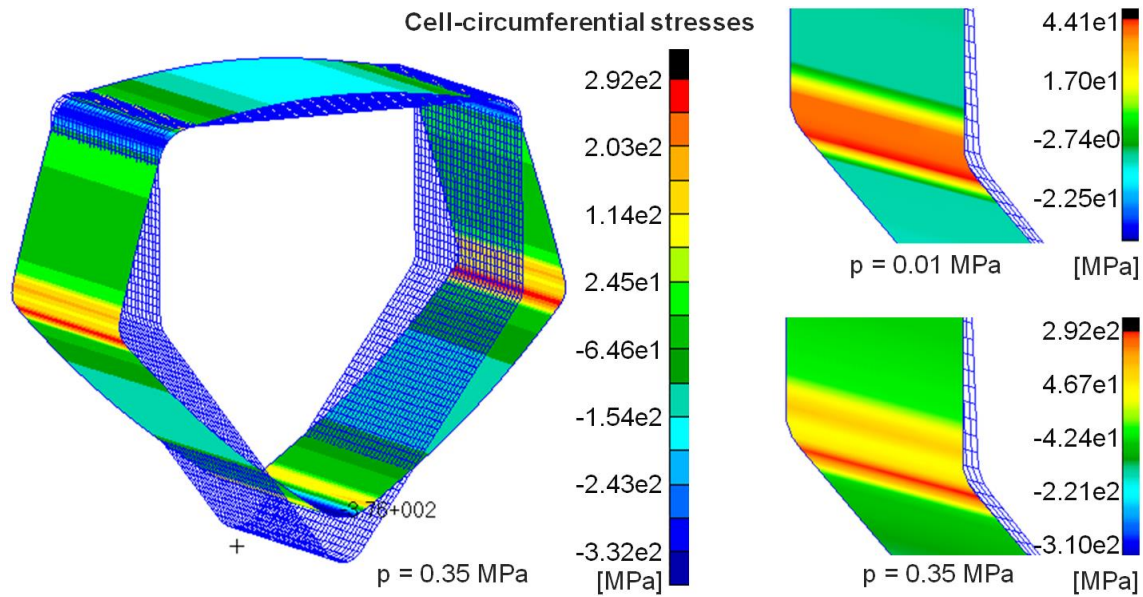 Cell-circumferential stresses
2.92e2
2.03e2
1.14e2
2.45e1
-6.46e1
-1.54e2
-2.43e2
-3.32e2
[MPa]
+002
p = 0.35 MPa
4.41e1
1.70e1
-2.74e0
-2.25e1
p = 0.01 MPa
[MPa]
2.92e2
4.67e1
-4.24e1
-2.21e2
-3.10e2
p = 0.35 MPa
[MPa]